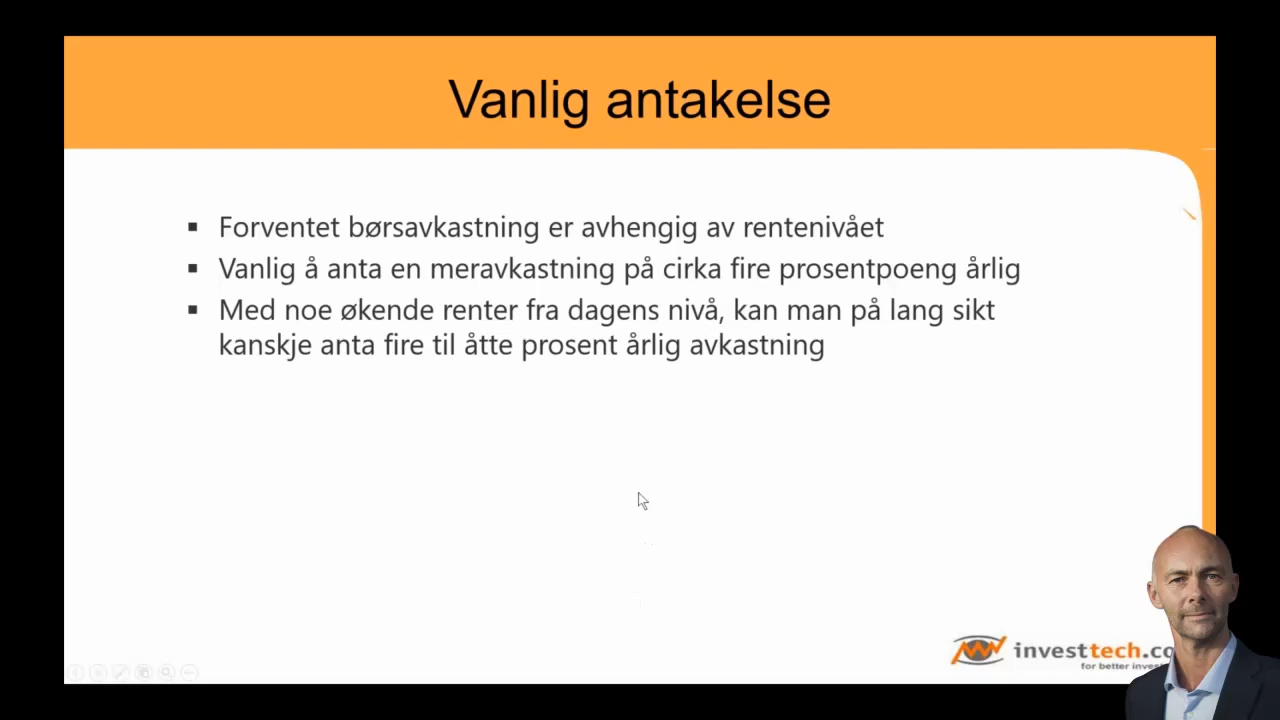 Vanlig antakelse
▪ Forventet børsavkastning er avhengig av rentenivået
▪ Vanlig å anta en meravkastning på cirka fire prosentpoeng årlig
▪ Med noe økende renter fra dagens nivå, kan man på lang sikt
kanskje anta fire til åtte prosent årlig avkastning
investtech.co
for better invest